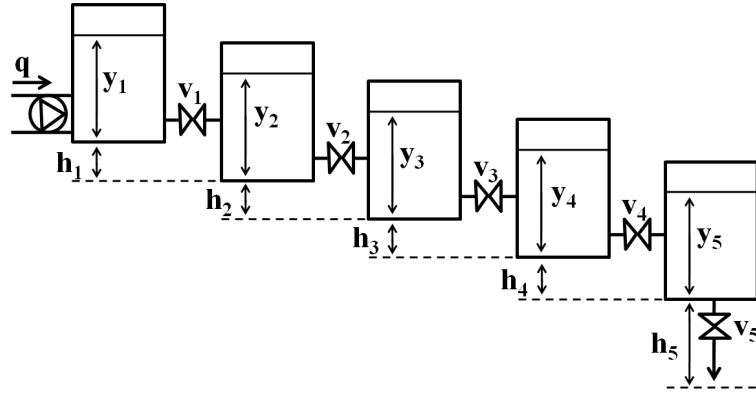 q
y₁
v₁
h₁
y₂
v₂
h₂
y₃
v₃
h₃
y₄
v₄
h₄
y₅
v₅
h₅